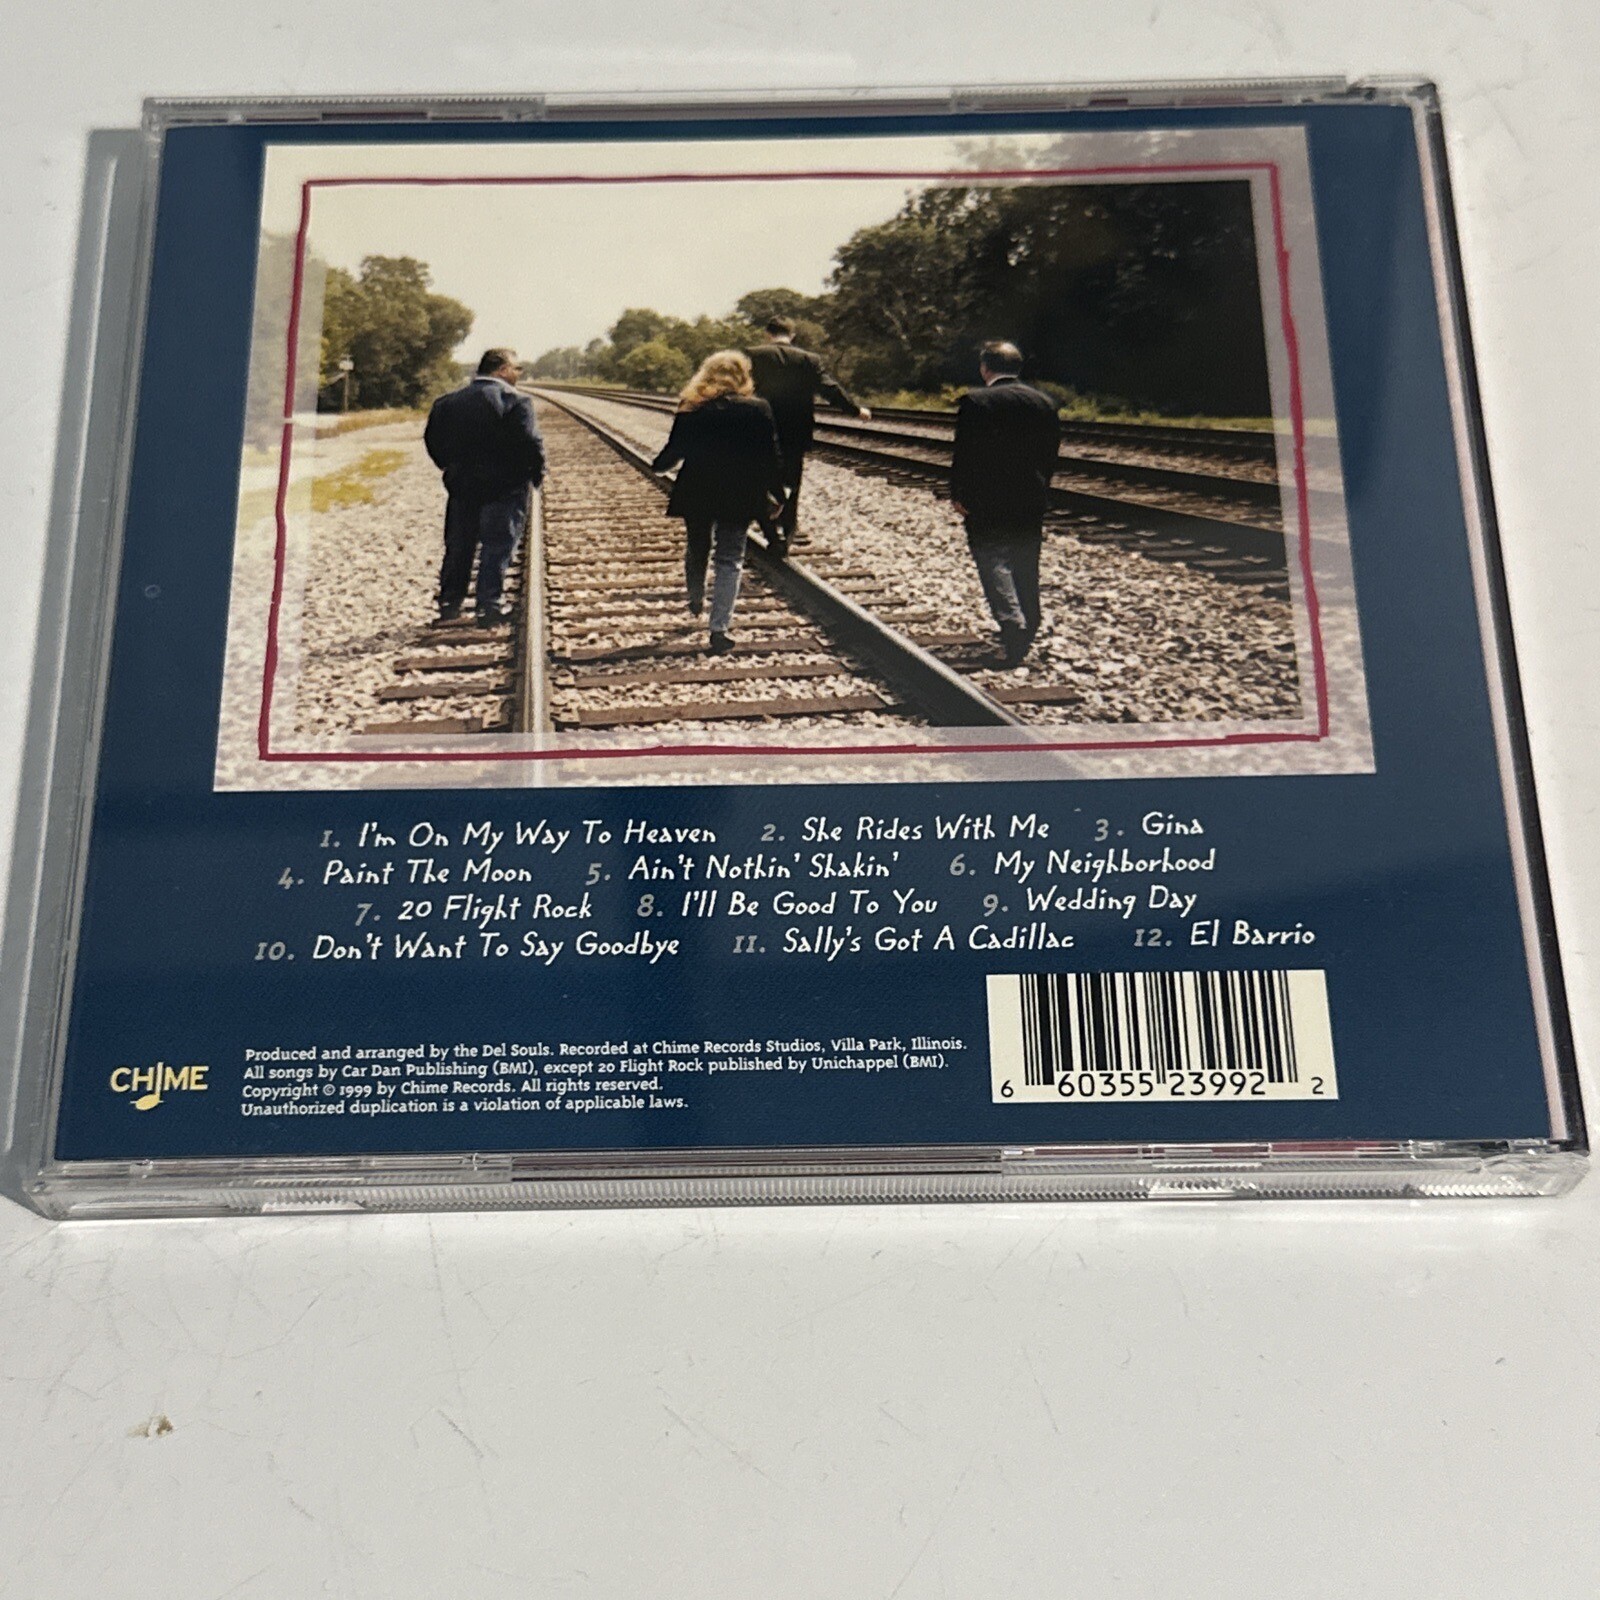 1. I'm On My Way To Heaven 2. She Rides With Me 3. Gina
4. Paint The Moon 5. Ain't Nothin' Shakin' 6. My Neighborhood
7. 20 Flight Rock 8. I'll Be Good To You 9. Wedding Day
10. Don't Want To Say Goodbye 11. Sally's Got A Cadillac 12. El Barrio
CHIME
Produced and arranged by the Del Souls. Recorded at Chime Records Studios, Villa Park, Illinois.
All songs by Car Dan Publishing (BMI), except 20 Flight Rock published by Unichappel (BMI).
Copyright © 1999 by Chime Records. All rights reserved.
Unauthorized duplication is a violation of applicable laws.
6 60355 23992 2